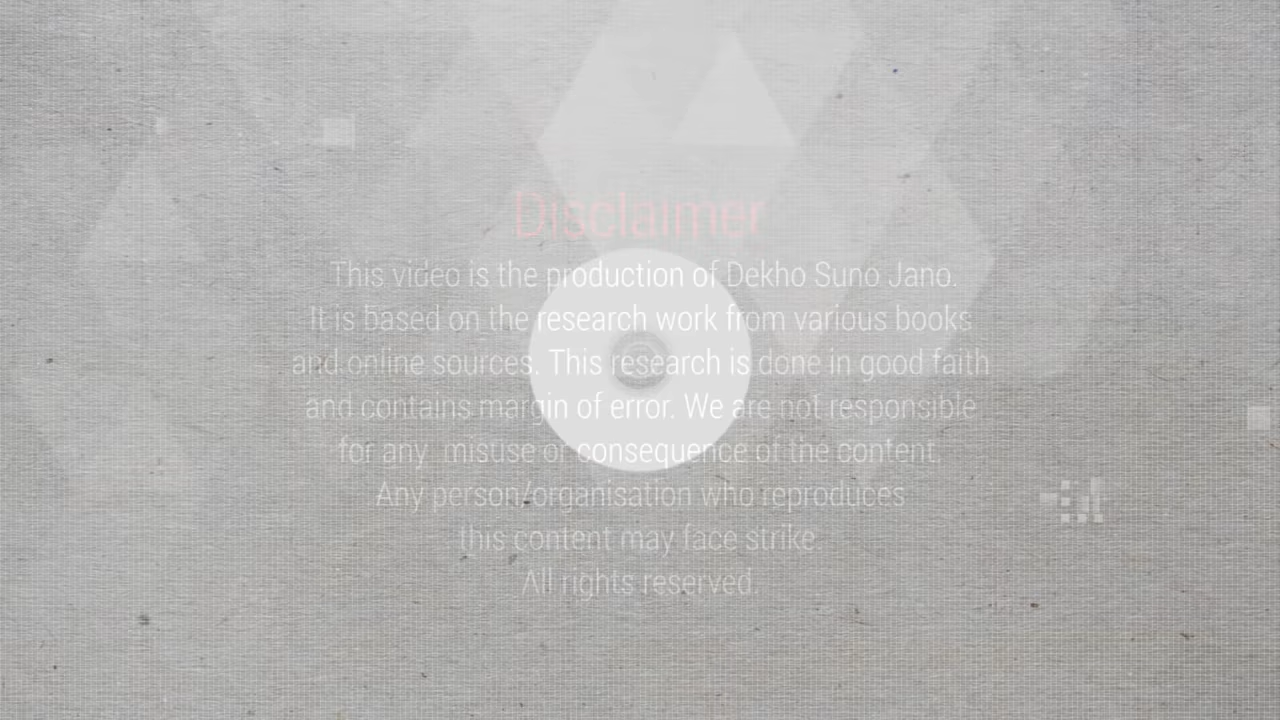 Disclaimer
This video is the production of Dekho Suno Jano.
It is based on the research work from various books
and online sources. This research is done in good faith
and contains margin of error. We are not responsible
for any misuse or consequence of the content.
Any person/organisation who reproduces
this content may face strike.
All rights reserved.